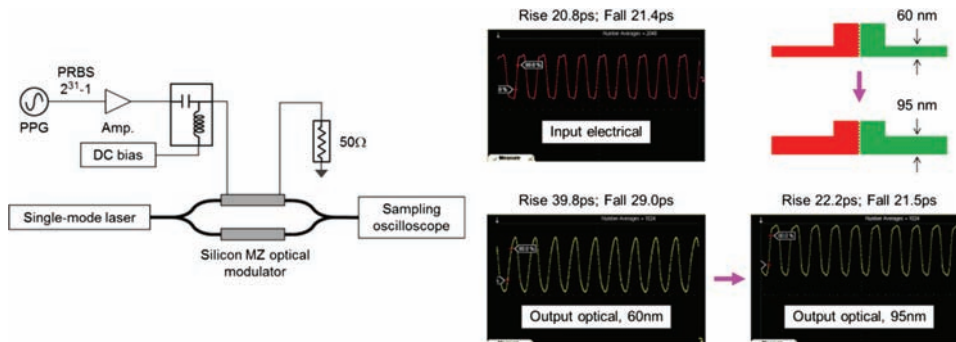 PRBS
2³¹-1
PPG
Amp.
DC bias
50Ω
Single-mode laser
Silicon MZ optical
modulator
Sampling
oscilloscope
Rise 20.8ps; Fall 21.4ps
Input electrical
60 nm
95 nm
Rise 39.8ps; Fall 29.0ps
Output optical, 60nm
Rise 22.2ps; Fall 21.5ps
Output optical, 95nm